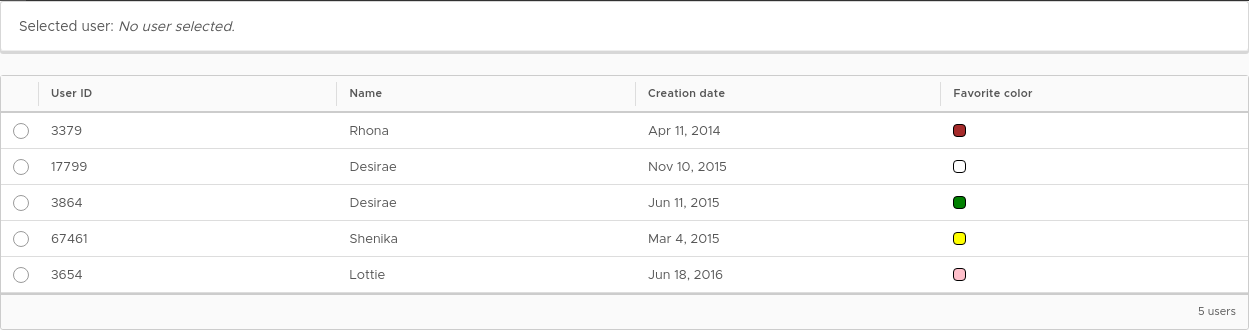 Selected user: No user selected.
User ID Name Creation date Favorite color
3379 Rhona Apr 11, 2014
17799 Desirae Nov 10, 2015
3864 Desirae Jun 11, 2015
67461 Shenika Mar 4, 2015
3654 Lottie Jun 18, 2016
5 users